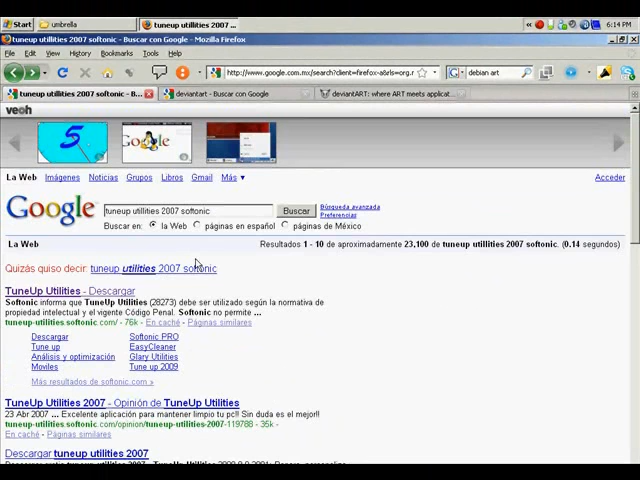 Start umbrella tuneup utillities 2007 ... 6:14 PM
tuneup utillities 2007 softonic - Buscar con Google - Mozilla Firefox
File Edit View History Bookmarks Tools Help
http://www.google.com.mx/search?client=firefox-a&rls=org.r debian art
tuneup utillities 2007 softonic - B... deviantart - Buscar con Google deviantART: where ART meets applicat...
veoh
La Web Imágenes Noticias Grupos Libros Gmail Más ▼ Acceder
Google tuneup utillities 2007 softonic Buscar Búsqueda avanzada
Preferencias
Buscar en: la Web páginas en español páginas de México
La Web Resultados 1 - 10 de aproximadamente 23,100 de tuneup utillities 2007 softonic. (0.14 segundos)
Quizás quiso decir: tuneup utilities 2007 softonic
TuneUp Utilities - Descargar
Softonic informa que TuneUp Utilities (28273) debe ser utilizado según la normativa de
propiedad intelectual y el vigente Código Penal. Softonic no permite ...
tuneup-utilities.softonic.com/ - 76k - En caché - Páginas similares
Descargar Softonic PRO
Tune up EasyCleaner
Análisis y optimización Glary Utilities
Moviles Tune up 2009
Más resultados de softonic.com »
TuneUp Utilities 2007 - Opinión de TuneUp Utilities
23 Abr 2007 ... Excelente aplicación para mantener limpio tu pc!! Sin duda es el mejor!!
tuneup-utilities.softonic.com/opinion/tuneup-utilities-2007-119788 - 35k -
En caché - Páginas similares
Descargar tuneup utilities 2007